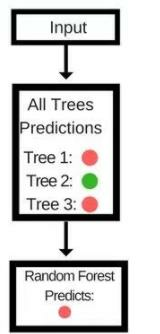 Input
All Trees
Predictions
Tree 1:
Tree 2:
Tree 3:
Random Forest
Predicts: